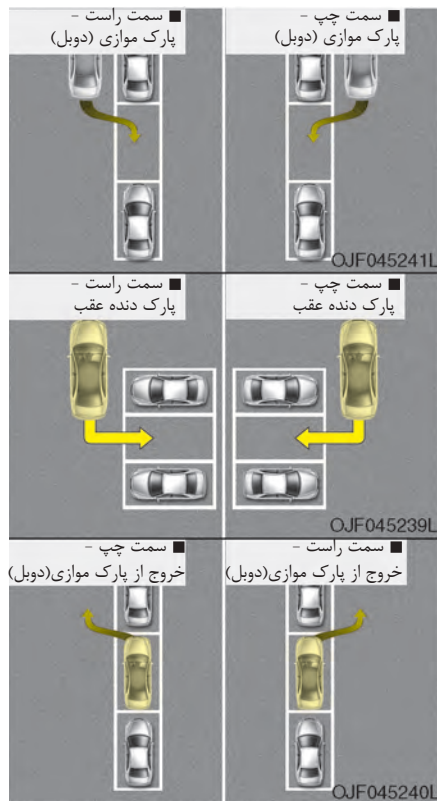 ■ سمت چپ -
پارک موازی (دوبل)
■ سمت راست -
پارک موازی (دوبل)
OJF045241L
■ سمت چپ -
پارک دنده عقب
■ سمت راست -
پارک دنده عقب
OJF045239L
■ سمت راست -
خروج از پارک موازی(دوبل)
■ سمت چپ -
خروج از پارک موازی(دوبل)
OJF045240L